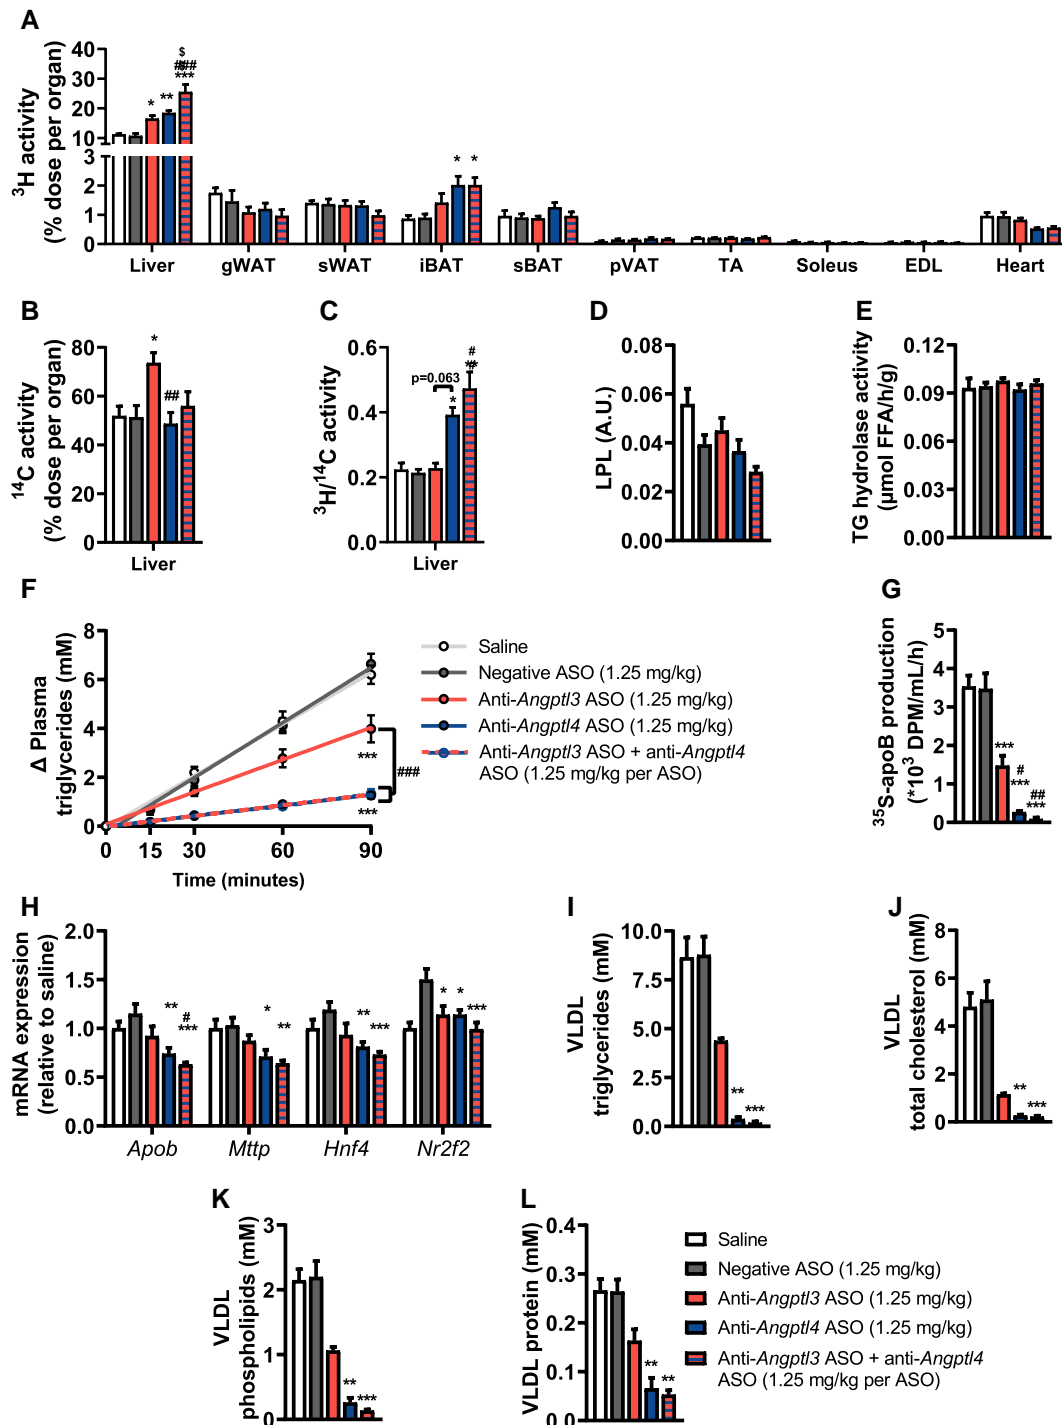 A
³H activity
(% dose per organ)
40
30
20
10
3
2
1
0
*
**
$
###
$
***
*
*
Liver
gWAT
sWAT
iBAT
sBAT
pVAT
TA
Soleus
EDL
Heart
B
¹⁴C activity
(% dose per organ)
80
60
40
20
0
*
##
Liver
C
³H/¹⁴C activity
0.6
0.4
0.2
0.0
p=0.063
*
#
Liver
D
LPL (A.U.)
0.08
0.06
0.04
0.02
0.00
E
TG hydrolase activity
(μmol FFA/h/g)
0.12
0.09
0.06
0.03
0.00
F
Δ Plasma
triglycerides (mM)
8
6
4
2
0
0
15
30
60
90
Time (minutes)
***
###
***
Saline
Negative ASO (1.25 mg/kg)
Anti-Angptl3 ASO (1.25 mg/kg)
Anti-Angptl4 ASO (1.25 mg/kg)
Anti-Angptl3 ASO + anti-Angptl4
ASO (1.25 mg/kg per ASO)
G
³⁵S-apoB production
(*10³ DPM/mL/h)
5
4
3
2
1
0
***
#
***
##
***
H
mRNA expression
(relative to saline)
2.0
1.5
1.0
0.5
0.0
**
#
***
*
**
**
***
*
*
***
Apob
Mttp
Hnf4
Nr2f2
I
VLDL
triglycerides (mM)
10.0
7.5
5.0
2.5
0.0
**
***
J
VLDL
total cholesterol (mM)
8
6
4
2
0
**
***
K
VLDL
phospholipids (mM)
3
2
1
0
**
***
L
VLDL protein (mM)
0.4
0.3
0.2
0.1
0.0
**
**
Saline
Negative ASO (1.25 mg/kg)
Anti-Angptl3 ASO (1.25 mg/kg)
Anti-Angptl4 ASO (1.25 mg/kg)
Anti-Angptl3 ASO + anti-Angptl4
ASO (1.25 mg/kg per ASO)